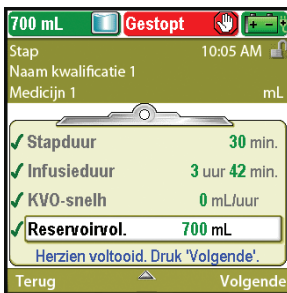 700 mL Gestopt
Stap 10:05 AM
Naam kwalificatie 1
Medicijn 1 mL
Stapduur 30 min.
Infusieduur 3 uur 42 min.
KVO-snelh 0 mL/uur
Reservoirvol. 700 mL
Herzien voltooid. Druk 'Volgende'.
Terug Volgende